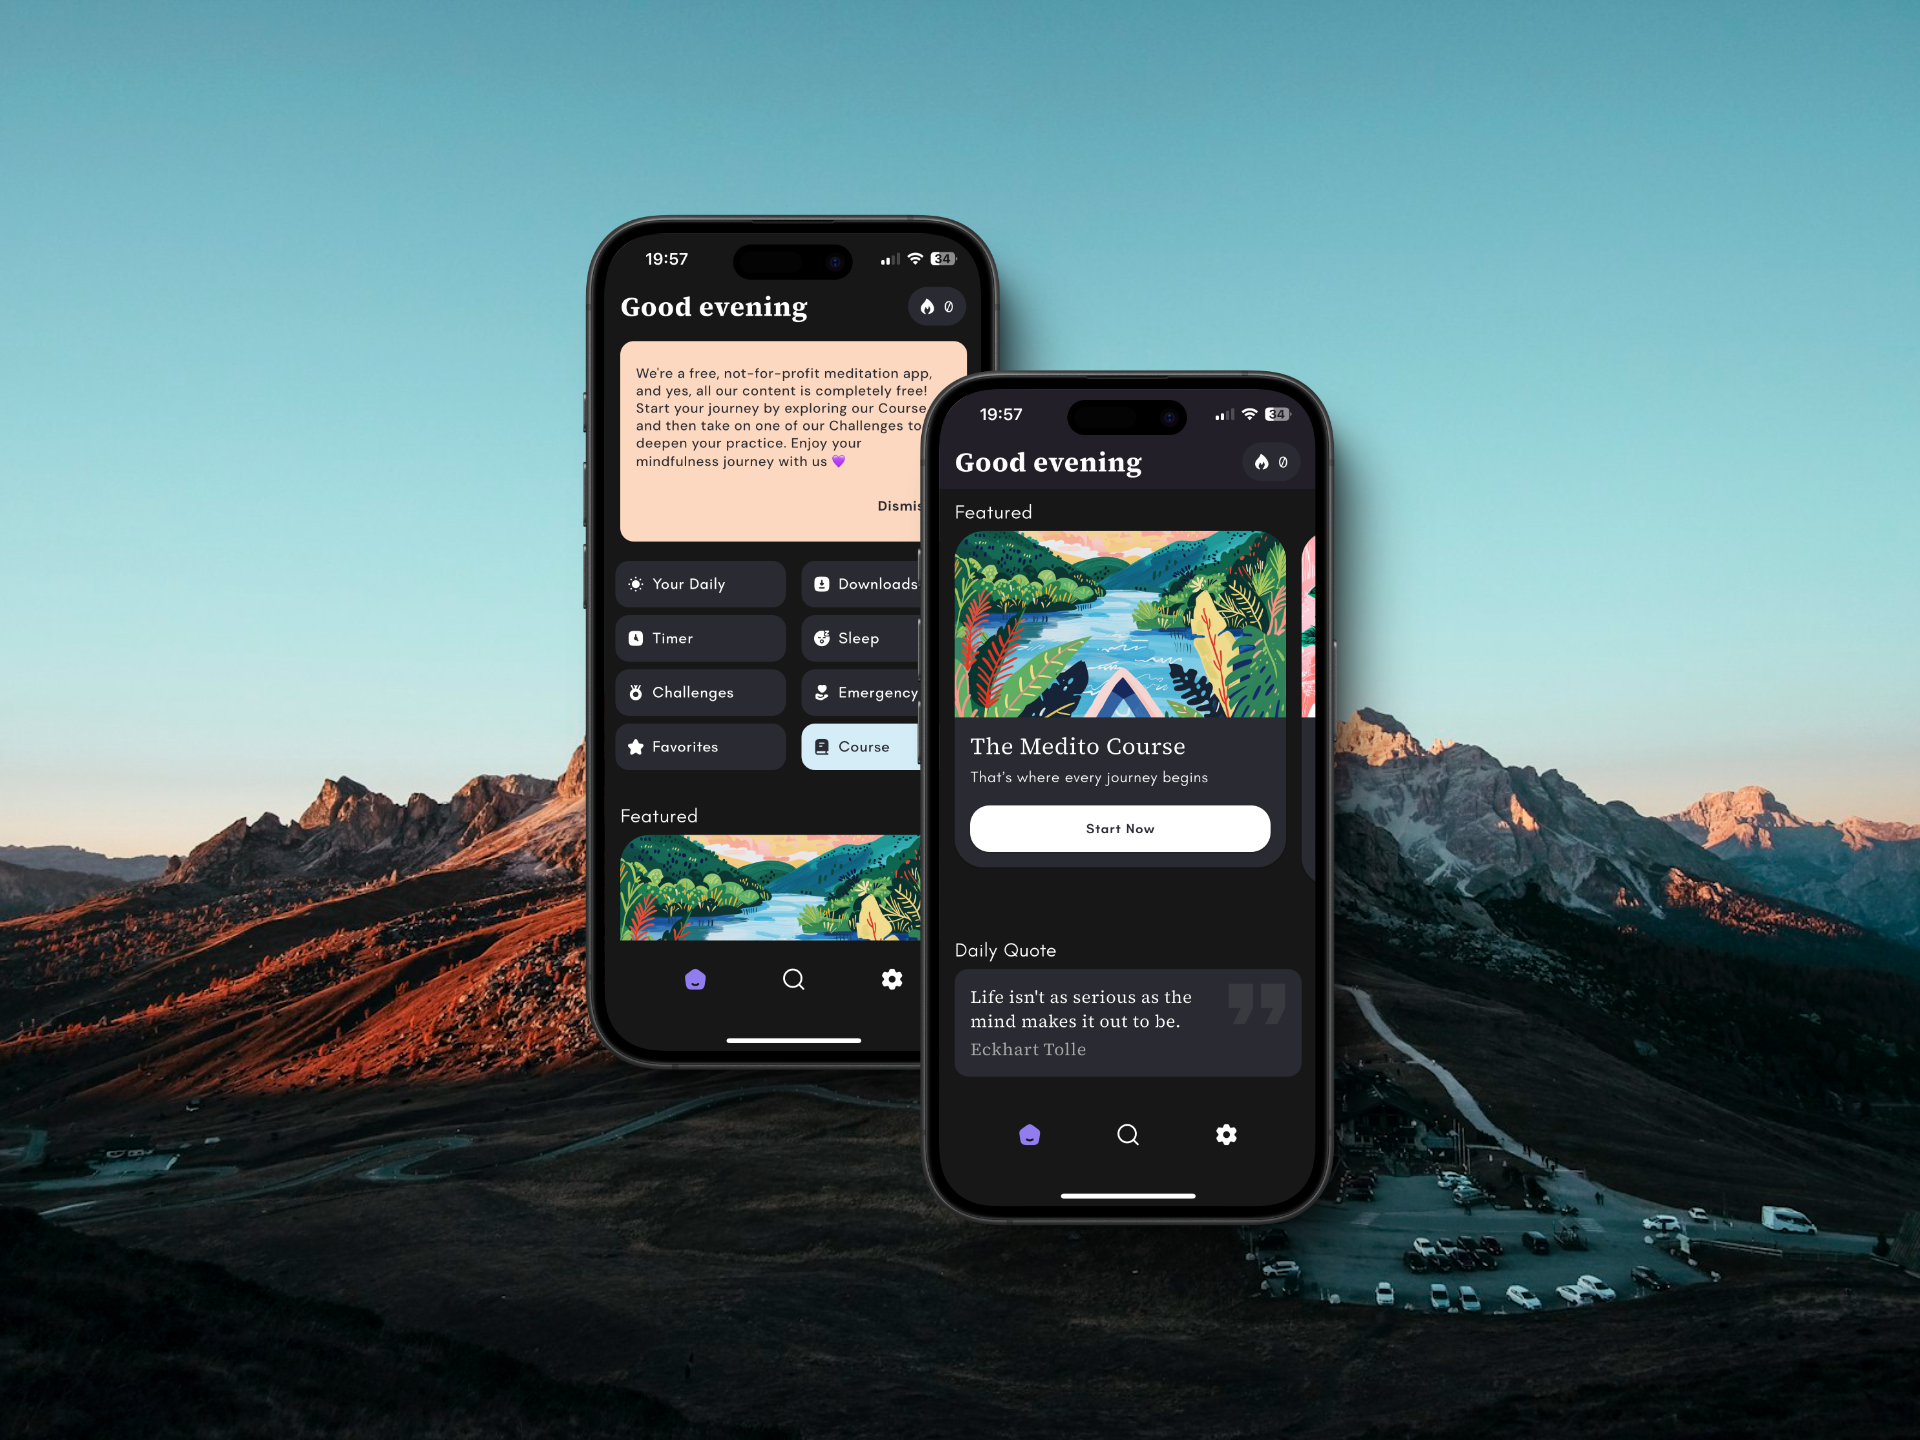 19:57
34
Good evening
0
We're a free, not-for-profit meditation app,
and yes, all our content is completely free!
Start your journey by exploring our Course
and then take on one of our Challenges to
deepen your practice. Enjoy your
mindfulness journey with us 💜
Your Daily
Downloads
Timer
Sleep
Challenges
Emergency
Favorites
Course
Featured
19:57
34
Good evening
0
Featured
The Medito Course
That's where every journey begins
Start Now
Daily Quote
Life isn't as serious as the
mind makes it out to be.
Eckhart Tolle